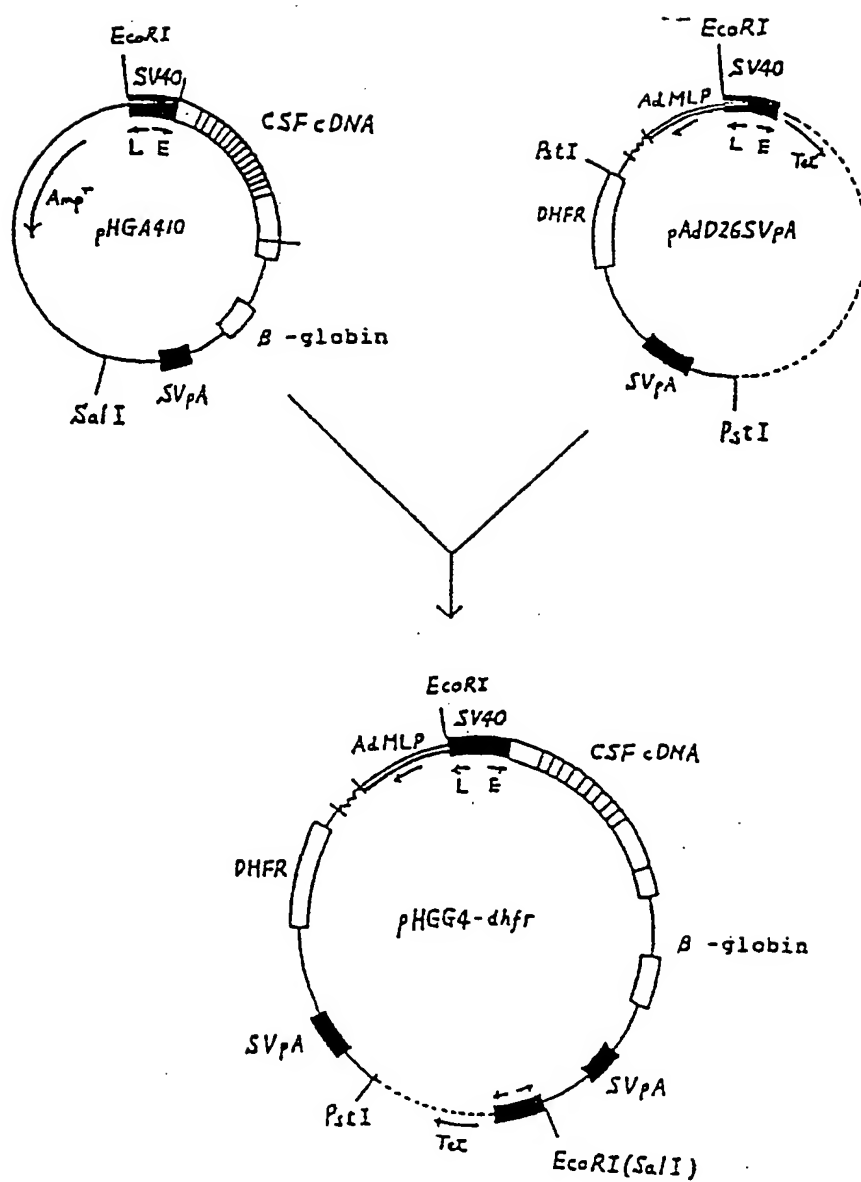 EcoRI
SV40
CSF cDNA
L E
Amp^r
pHGA410
β -globin
SVpA
SalI
EcoRI
SV40
AdMLP
L E
Tet
PstI
DHFR
pAdD26SVpA
SVpA
PstI
EcoRI
SV40
AdMLP
CSF cDNA
L E
DHFR
pHGG4-dhfr
β -globin
SVpA
SVpA
PstI
Tet
EcoRI(SalI)